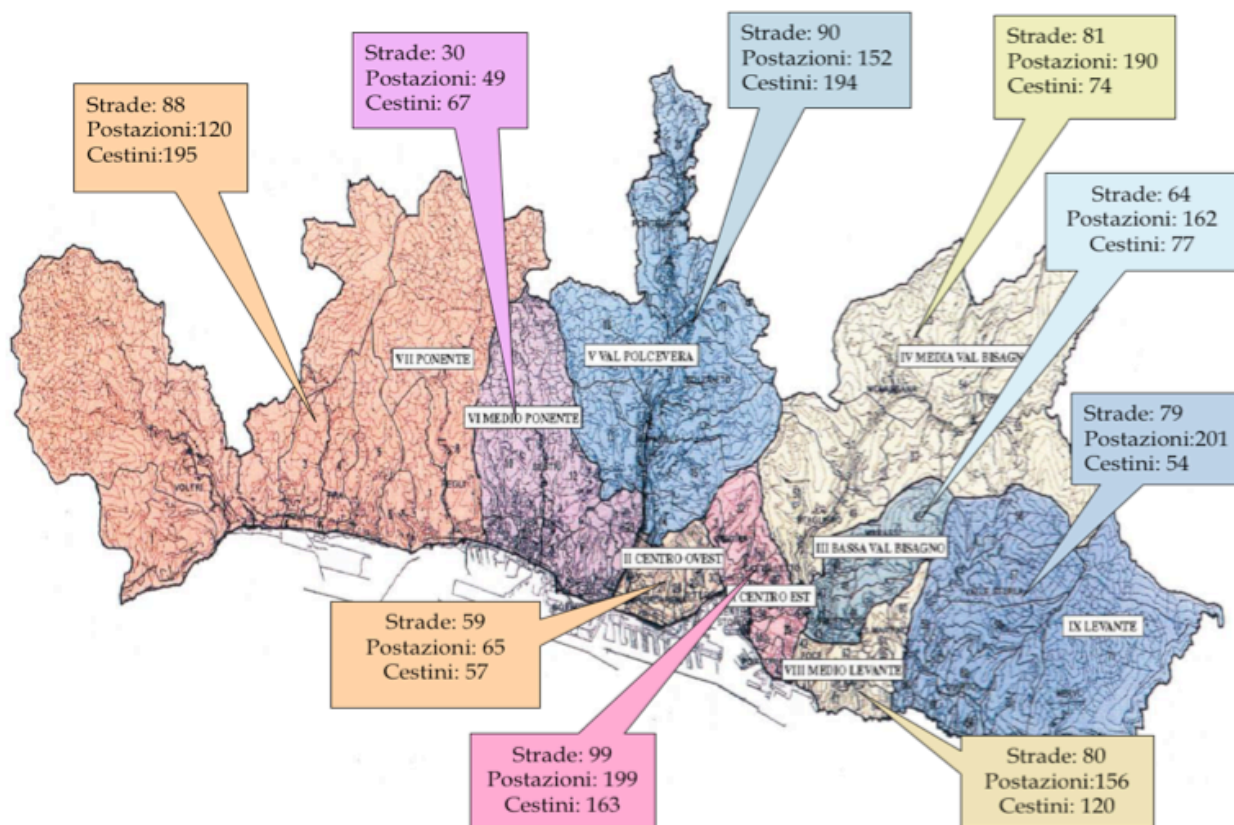 Strade: 30
Postazioni: 49
Cestini: 67
Strade: 90
Postazioni: 152
Cestini: 194
Strade: 81
Postazioni: 190
Cestini: 74
Strade: 88
Postazioni:120
Cestini:195
Strade: 64
Postazioni: 162
Cestini: 77
VII PONENTE
V VAL POLCEVERA
IV MEDIA VAL BISAGN
VI MEDIO PONENTE
Strade: 79
Postazioni:201
Cestini: 54
VOLTRI
PEGLI
II CENTRO OVEST
III BASSA VAL BISAGNO
I CENTRO EST
IX LEVANTE
VIII MEDIO LEVANTE
Strade: 59
Postazioni: 65
Cestini: 57
Strade: 99
Postazioni: 199
Cestini: 163
Strade: 80
Postazioni:156
Cestini: 120